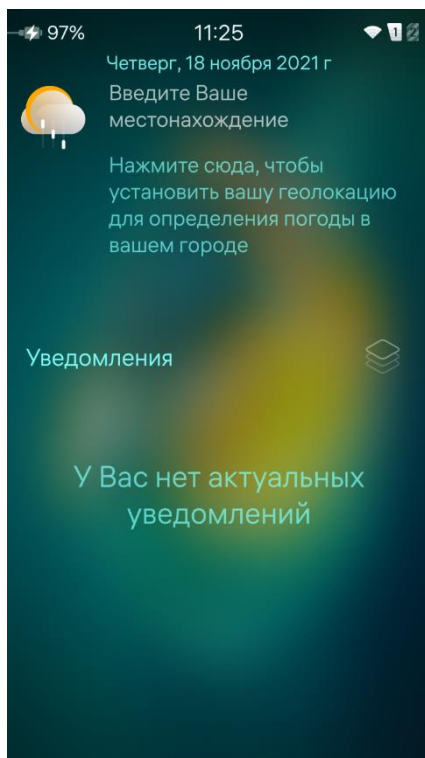 97% 11:25 1
Четверг, 18 ноября 2021 г
Введите Ваше
местонахождение
Нажмите сюда, чтобы
установить вашу геолокацию
для определения погоды в
вашем городе
Уведомления
У Вас нет актуальных
уведомлений